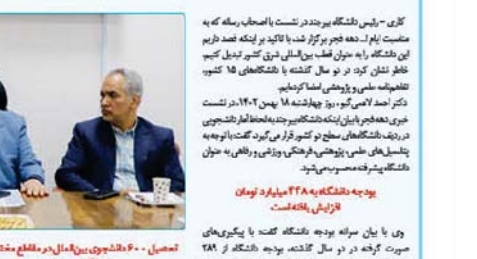 کاری – رئیس دانشگاه بیرجند در نشست با اصحاب رسانه که به
مناسبت ایام ا... دهه فجر برگزار شد، با تاکید بر اینکه قصد داریم
این دانشگاه را به عنوان قطب بین‌المللی شرق کشور تبدیل کنیم،
خاطر نشان کرد: در دو سال گذشته با دانشگاههای ۱۵ کشور،
تفاهم‌نامه علمی و پژوهشی امضا کرده‌ایم.
دکتر احمد لامعی‌گیو، روز چهارشنبه ۱۸ بهمن ۱۴۰۲، در نشست
خبری دهه فجر با بیان اینکه دانشگاه بیرجند به لحاظ آمار دانشجویی
در ردیف دانشگاه‌های سطح دو کشور قرار می‌گیرد، گفت: با توجه به
پتانسیل‌های علمی، پژوهشی، فرهنگی، ورزشی و رفاهی به عنوان
دانشگاه پیشرفته محسوب می‌شود.
بودجه دانشگاه به ۴۴۸ میلیارد تومان
افزایش یافته است
وی با بیان سرانه بودجه دانشگاه گفت: با پیگیری‌های
صورت گرفته در دو سال گذشته، بودجه دانشگاه از ۲۸۹
تحصیل ۶۰۰ دانشجوی بین‌الملل در مقاطع